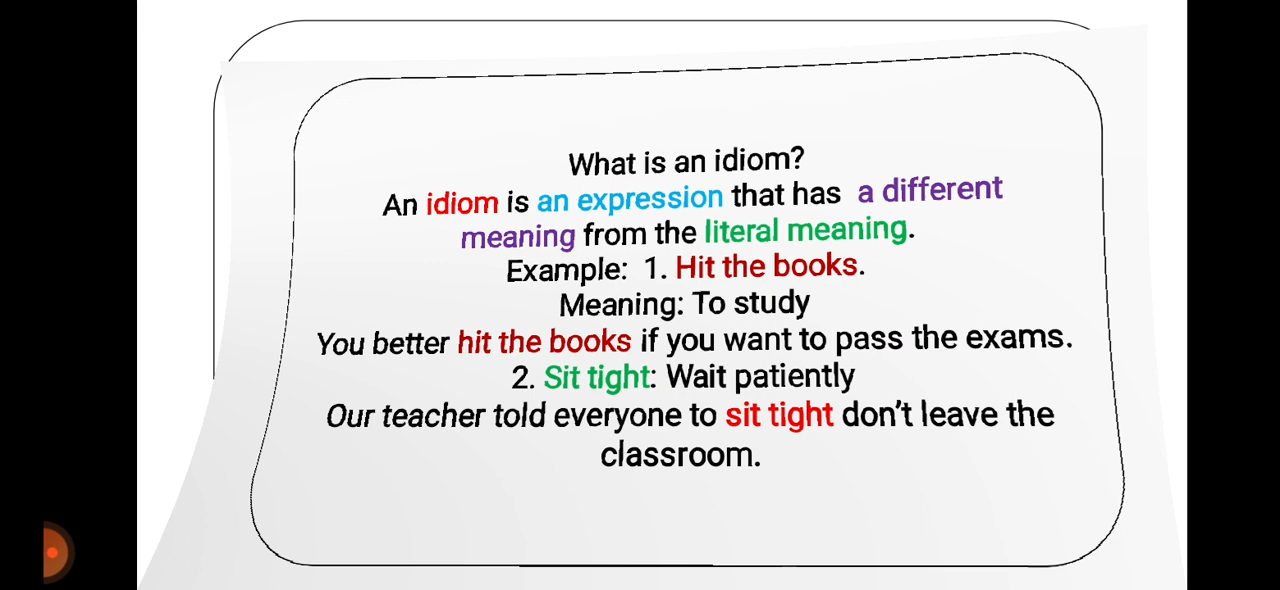 What is an idiom?
An idiom is an expression that has a different
meaning from the literal meaning.
Example: 1. Hit the books.
Meaning: To study
You better hit the books if you want to pass the exams.
2. Sit tight: Wait patiently
Our teacher told everyone to sit tight don't leave the
classroom.